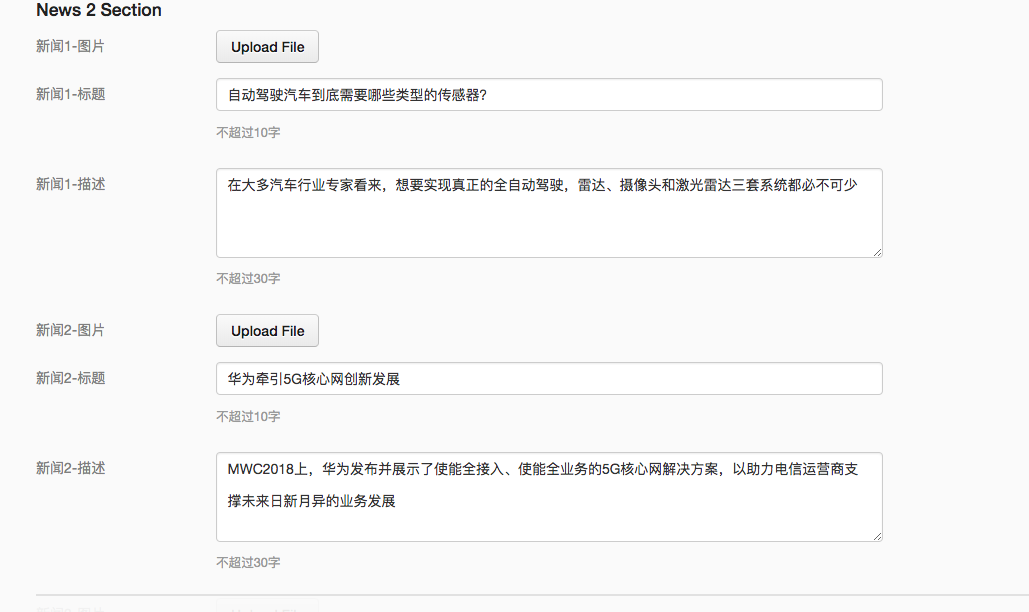 News 2 Section
新闻1-图片
Upload File
新闻1-标题
自动驾驶汽车到底需要哪些类型的传感器?
不超过10字
新闻1-描述
在大多汽车行业专家看来，想要实现真正的全自动驾驶，雷达、摄像头和激光雷达三套系统都必不可少
不超过30字
新闻2-图片
Upload File
新闻2-标题
华为牵引5G核心网创新发展
不超过10字
新闻2-描述
MWC2018上，华为发布并展示了使能全接入、使能全业务的5G核心网解决方案，以助力电信运营商支
撑未来日新月异的业务发展
不超过30字